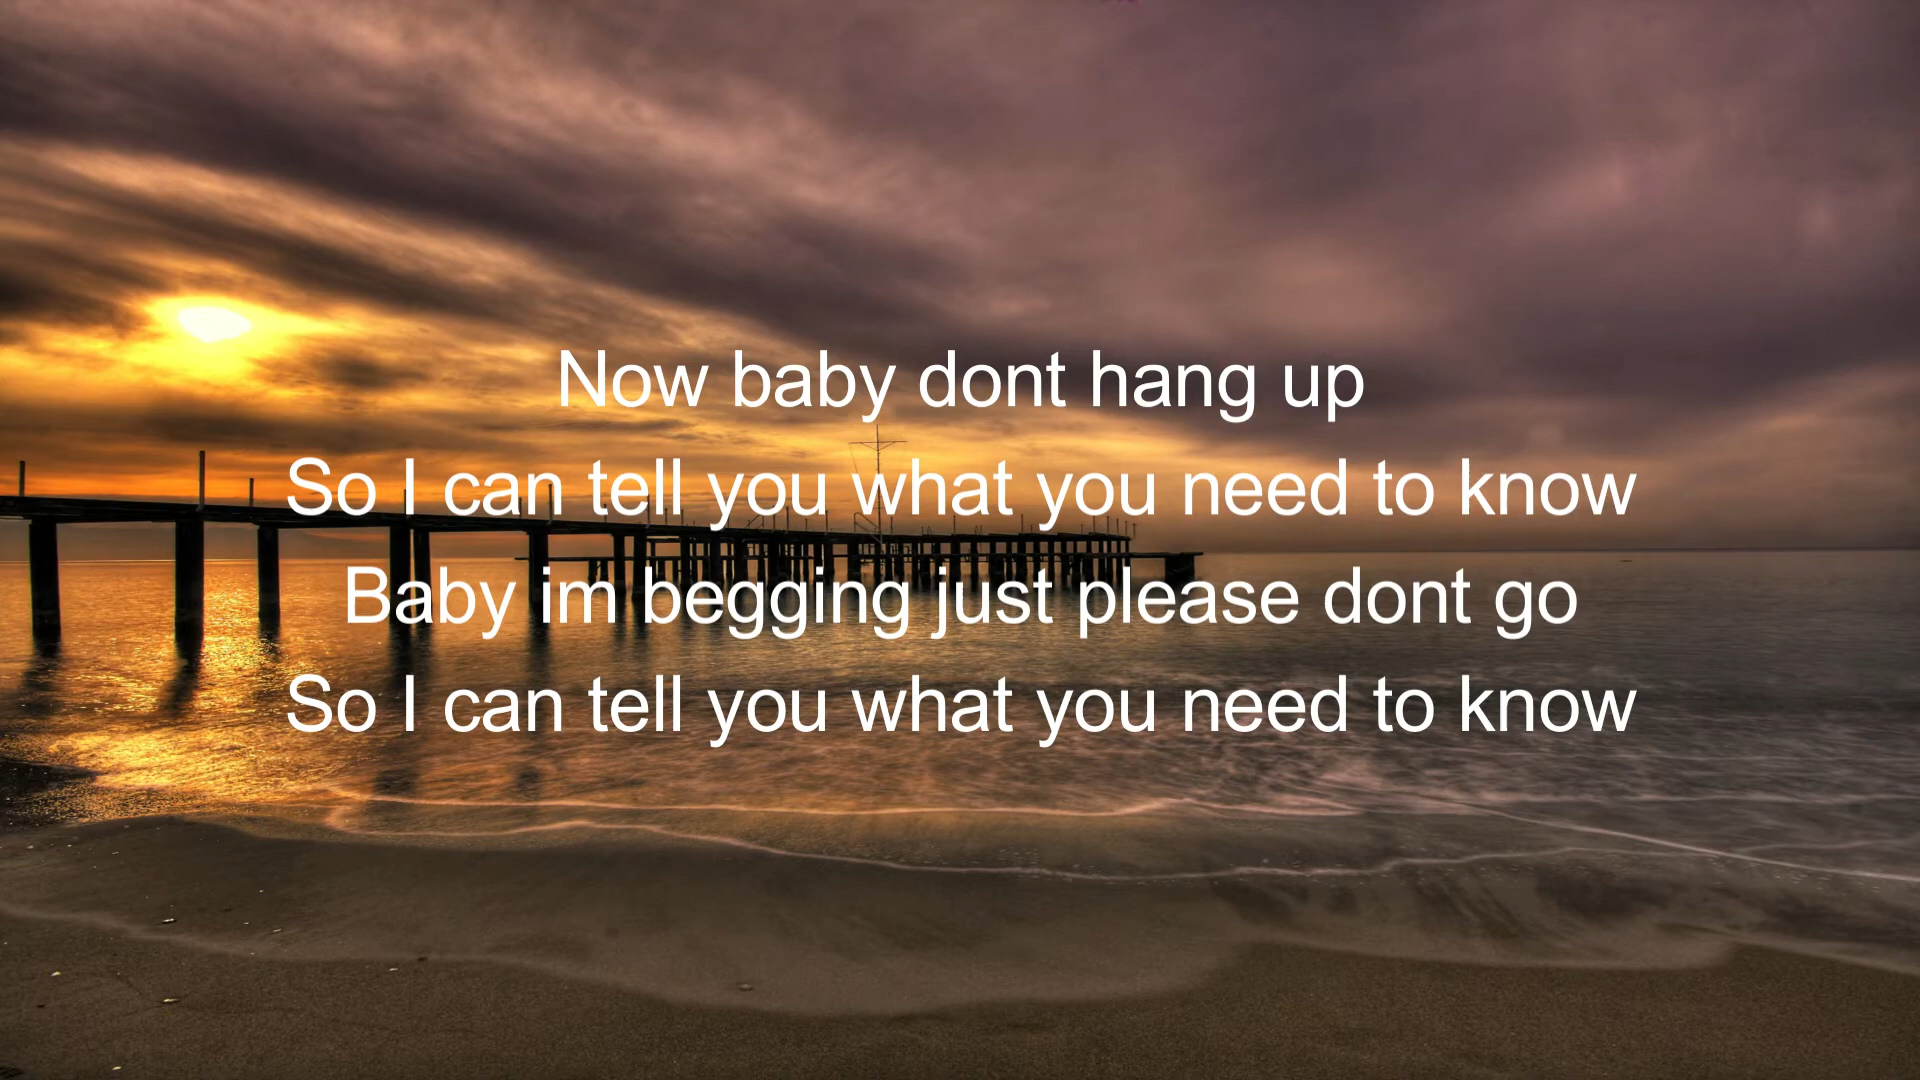 Now baby dont hang up
So I can tell you what you need to know
Baby im begging just please dont go
So I can tell you what you need to know